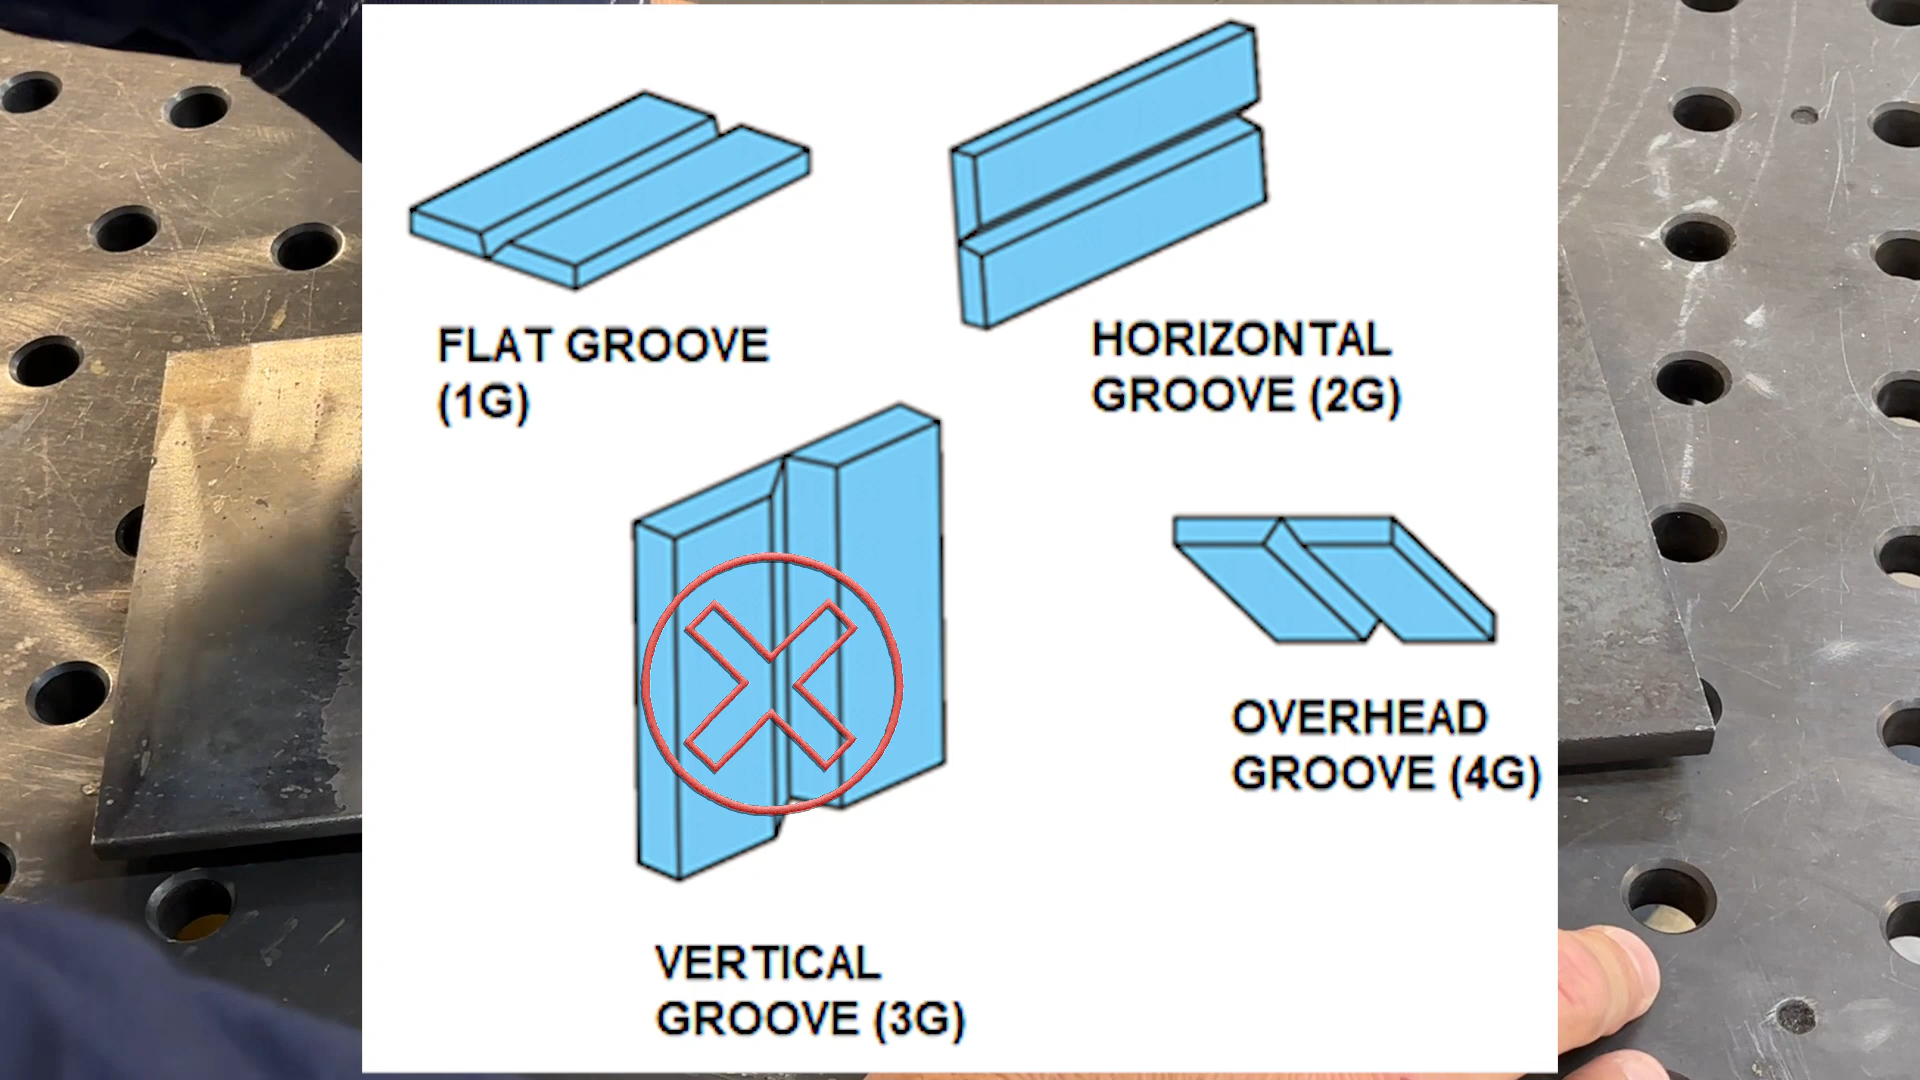 FLAT GROOVE
(1G)
HORIZONTAL
GROOVE (2G)
VERTICAL
GROOVE (3G)
OVERHEAD
GROOVE (4G)